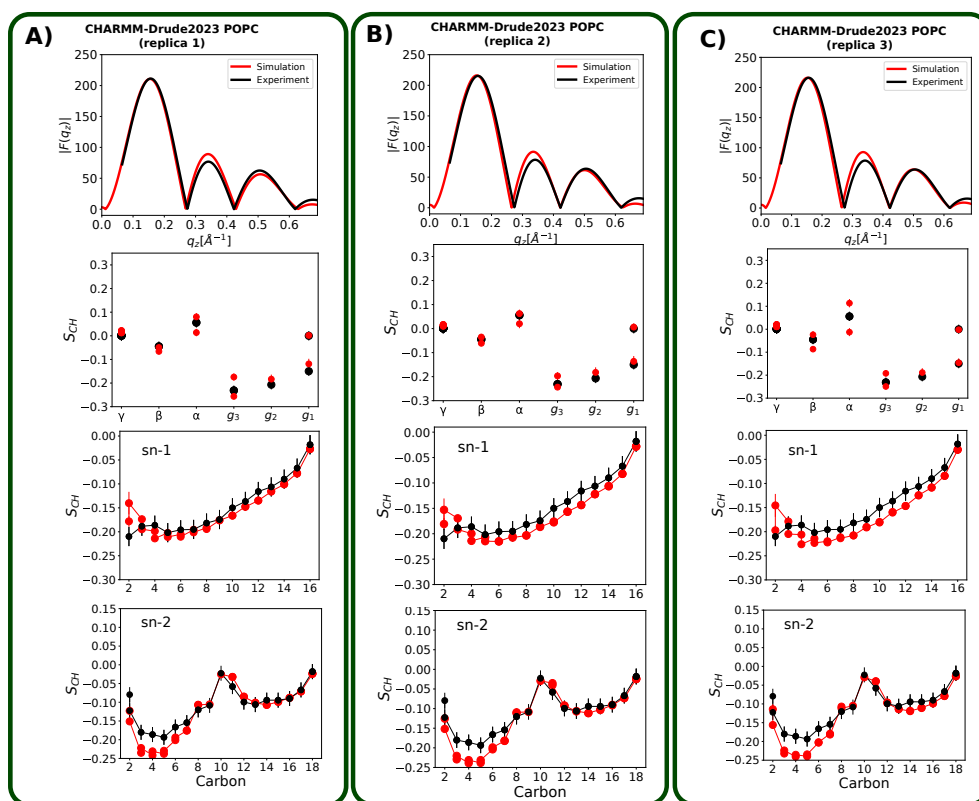 A)
CHARMM-Drude2023 POPC
(replica 1)
Simulation
Experiment
|F(q_z)|
250
200
150
100
50
0
0.0 0.1 0.2 0.3 0.4 0.5 0.6
q_z[Å⁻¹]
S_CH
0.3
0.2
0.1
0.0
−0.1
−0.2
−0.3
γ β α g₃ g₂ g₁
sn-1
S_CH
0.00
−0.05
−0.10
−0.15
−0.20
−0.25
−0.30
2 4 6 8 10 12 14 16
sn-2
S_CH
0.15
0.10
0.05
0.00
−0.05
−0.10
−0.15
−0.20
−0.25
2 4 6 8 10 12 14 16 18
Carbon
B)
CHARMM-Drude2023 POPC
(replica 2)
Simulation
Experiment
|F(q_z)|
250
200
150
100
50
0
0.0 0.1 0.2 0.3 0.4 0.5 0.6
q_z[Å⁻¹]
S_CH
0.3
0.2
0.1
0.0
−0.1
−0.2
−0.3
γ β α g₃ g₂ g₁
sn-1
S_CH
0.00
−0.05
−0.10
−0.15
−0.20
−0.25
−0.30
2 4 6 8 10 12 14 16
sn-2
S_CH
0.15
0.10
0.05
0.00
−0.05
−0.10
−0.15
−0.20
−0.25
2 4 6 8 10 12 14 16 18
Carbon
C)
CHARMM-Drude2023 POPC
(replica 3)
Simulation
Experiment
|F(q_z)|
250
200
150
100
50
0
0.0 0.1 0.2 0.3 0.4 0.5 0.6
q_z[Å⁻¹]
S_CH
0.3
0.2
0.1
0.0
−0.1
−0.2
−0.3
γ β α g₃ g₂ g₁
sn-1
S_CH
0.00
−0.05
−0.10
−0.15
−0.20
−0.25
−0.30
2 4 6 8 10 12 14 16
sn-2
S_CH
0.15
0.10
0.05
0.00
−0.05
−0.10
−0.15
−0.20
−0.25
2 4 6 8 10 12 14 16 18
Carbon